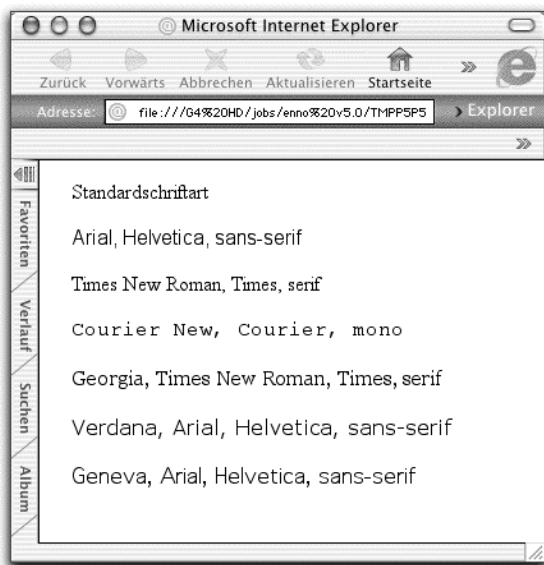 Microsoft Internet Explorer
Zurück Vorwärts Abbrechen Aktualisieren Startseite
Adresse: file:///G4%20HD/jobs/enno%20v5.0/TMPP5P5 Explorer
Favoriten
Verlauf
Suchen
Album
Standardschriftart
Arial, Helvetica, sans-serif
Times New Roman, Times, serif
Courier New, Courier, mono
Georgia, Times New Roman, Times, serif
Verdana, Arial, Helvetica, sans-serif
Geneva, Arial, Helvetica, sans-serif